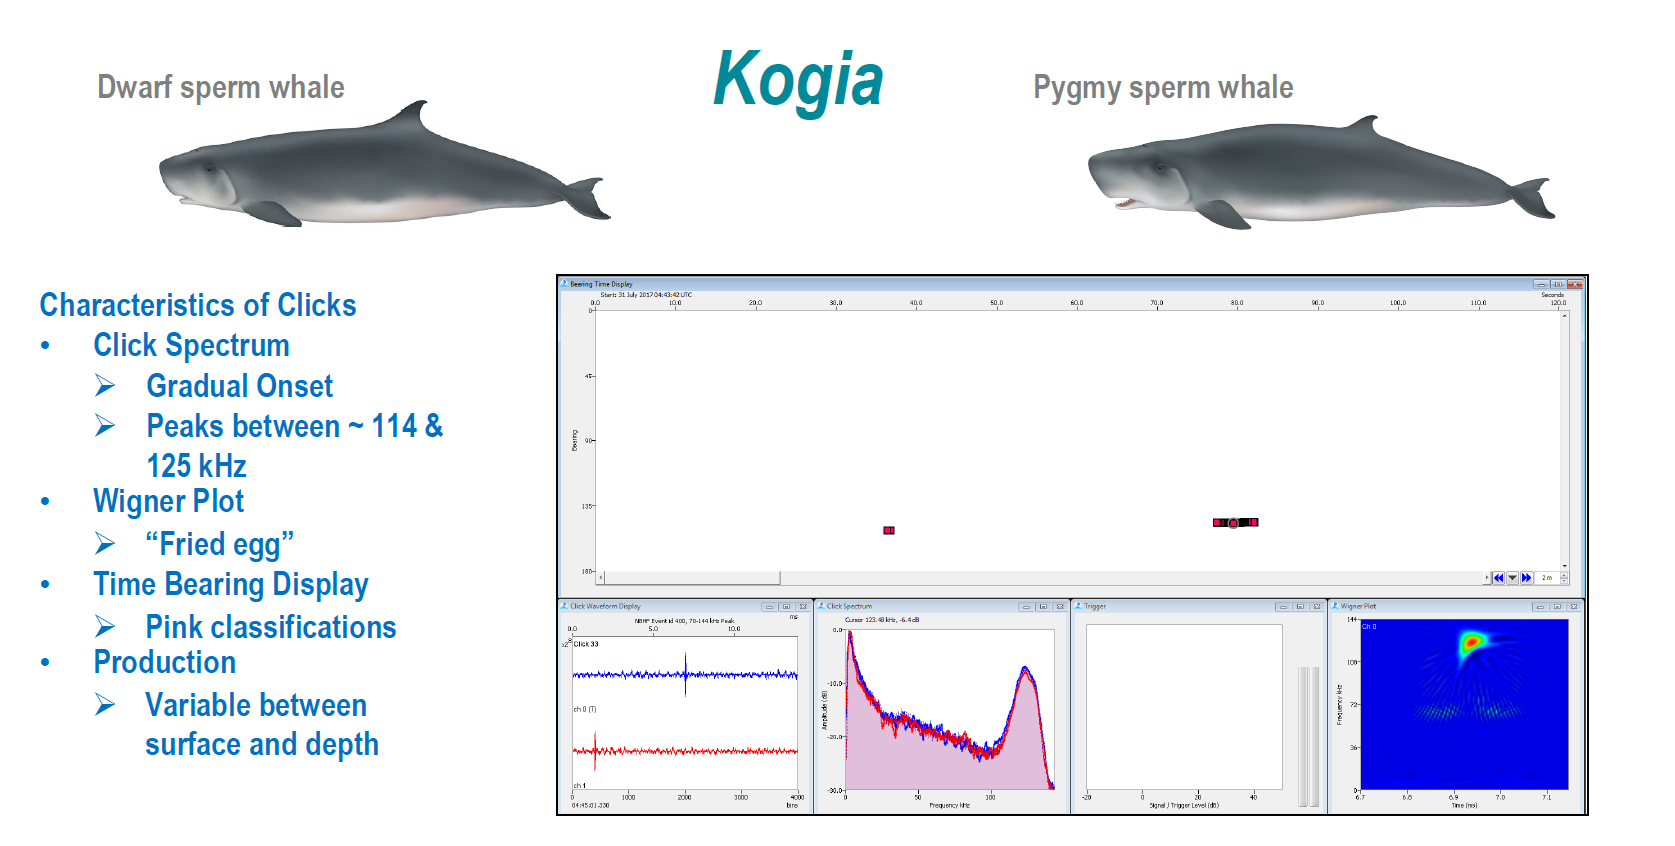 Dwarf sperm whale
Kogia
Pygmy sperm whale
Characteristics of Clicks
• Click Spectrum
➢ Gradual Onset
➢ Peaks between ~ 114 &
125 kHz
• Wigner Plot
➢ “Fried egg”
• Time Bearing Display
➢ Pink classifications
• Production
➢ Variable between
surface and depth
Bearing Time Display
Start: 31 July 2017 04:43:42 UTC
Seconds
0.0 10.0 20.0 30.0 40.0 50.0 60.0 70.0 80.0 90.0 100.0 110.0 120.0
0
45
90
135
180
Bearing
2 m
Click Waveform Display
NBHF Event id 400, 70-144 kHz Peak
ms
0.0 5.0 10.0
Click 33
ch 0 (T)
ch 1
0 1000 2000 3000 4000
04:45:01.330
bins
Click Spectrum
Cursor 123.48 kHz, -6.4 dB
0.0
-10.0
-20.0
-30.0
Amplitude (dB)
0 50 100
Frequency kHz
Trigger
-20 0 20 40
Signal / Trigger Level (dB)
Wigner Plot
Ch 0
144
108
72
36
0
Frequency kHz
6.7 6.8 6.9 7.0 7.1
Time (ms)